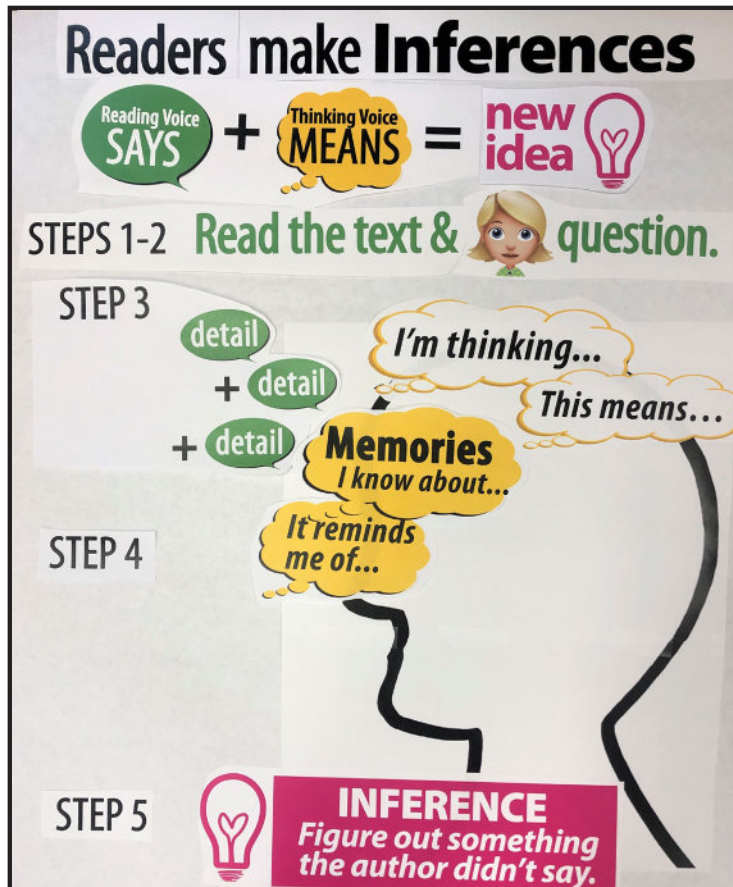 Readers make Inferences
Reading Voice
SAYS
+
Thinking Voice
MEANS
=
new
idea
STEPS 1-2 Read the text & question.
STEP 3
detail
+ detail
+ detail
I'm thinking...
This means...
Memories
I know about...
It reminds
me of...
STEP 4
STEP 5
INFERENCE
Figure out something
the author didn't say.